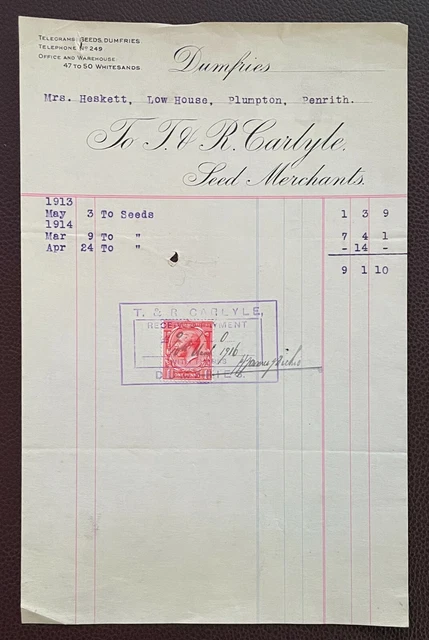 TELEGRAMS: SEEDS, DUMFRIES.
TELEPHONE Nº 249
OFFICE AND WAREHOUSE
47 TO 50 WHITESANDS.
Dumfries
Mrs. Heskett, Low House, Plumpton, Penrith.
To T. & R. Carlyle.
Seed Merchants.
1913
May 3 To Seeds 1 3 9
1914
Mar 9 To " 7 4 1
Apr 24 To " - 14 -
9 1 10
T. & R. CARLYLE,
PAYMENT
1916